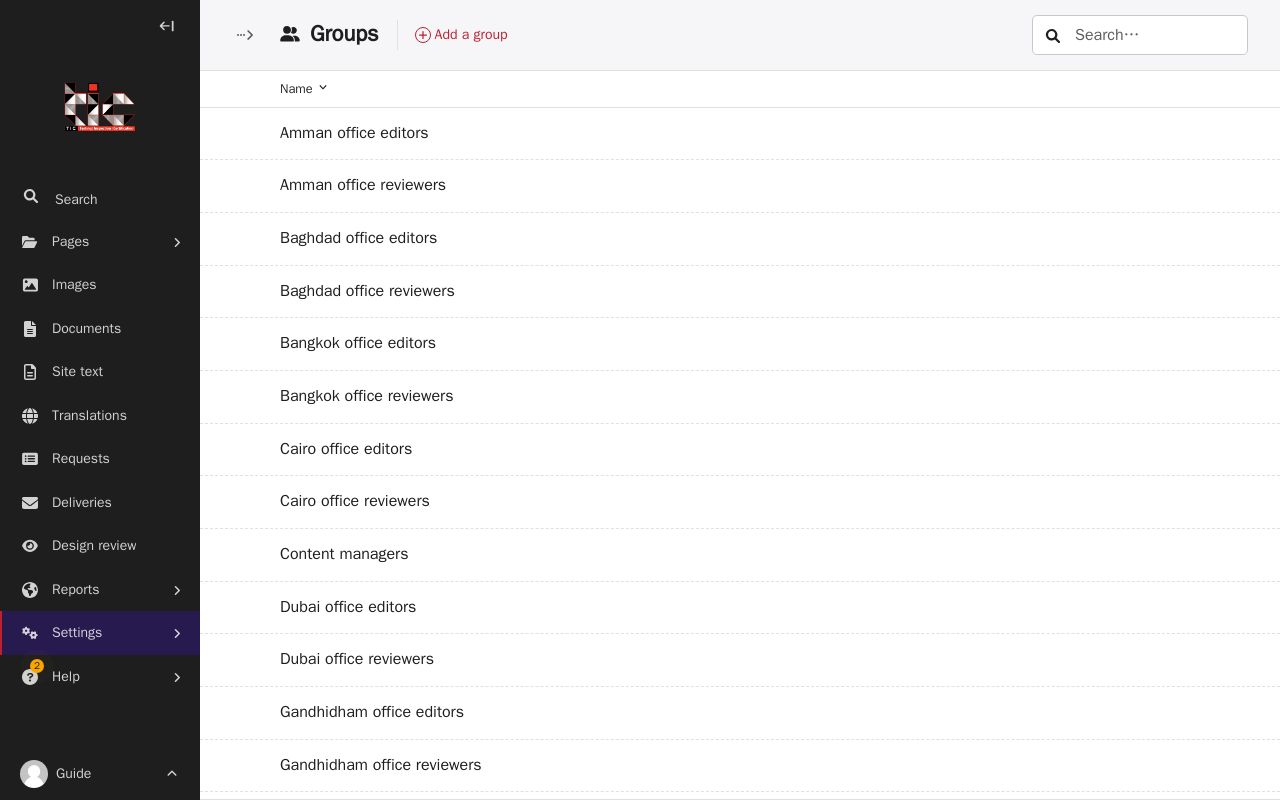 Groups
Add a group
Search…
Name
Amman office editors
Amman office reviewers
Baghdad office editors
Baghdad office reviewers
Bangkok office editors
Bangkok office reviewers
Cairo office editors
Cairo office reviewers
Content managers
Dubai office editors
Dubai office reviewers
Gandhidham office editors
Gandhidham office reviewers
tic
Search
Pages
Images
Documents
Site text
Translations
Requests
Deliveries
Design review
Reports
Settings
2
Help
Guide